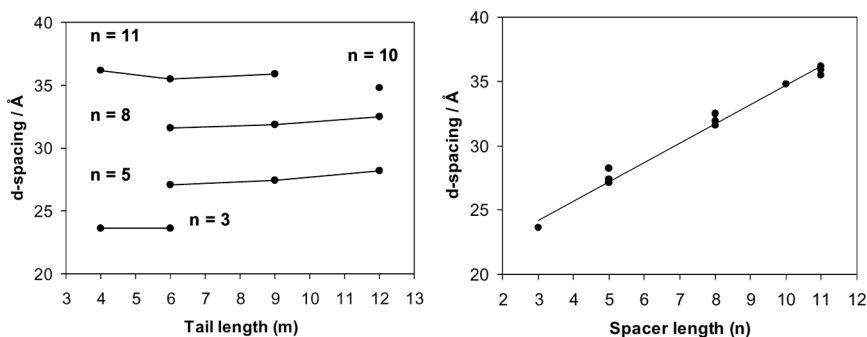 40
35
30
25
20
d-spacing / Å
n = 11
n = 10
n = 8
n = 5
n = 3
3 4 5 6 7 8 9 10 11 12 13
Tail length (m)
40
35
30
25
20
d-spacing / Å
2 3 4 5 6 7 8 9 10 11 12
Spacer length (n)